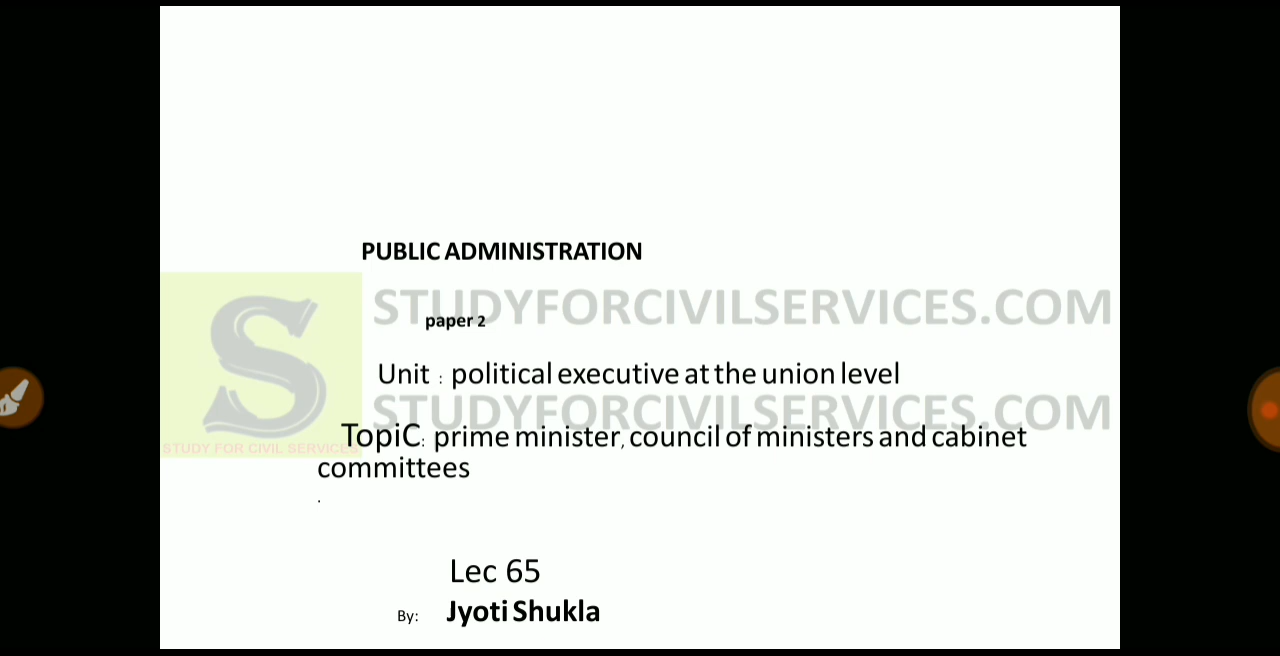 PUBLIC ADMINISTRATION
STUDYFORCIVILSERVICES.COM
paper 2
Unit : political executive at the union level
STUDYFORCIVILSERVICES.COM
TopiC: prime minister, council of ministers and cabinet
committees
STUDY FOR CIVIL SERVICES
.
Lec 65
By: Jyoti Shukla